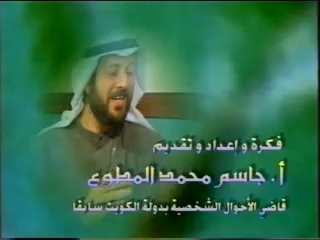 فكرة وإعداد وتقديم
أ. جاسم محمد المطوع
قاضي الأحوال الشخصية بدولة الكويت سابقا